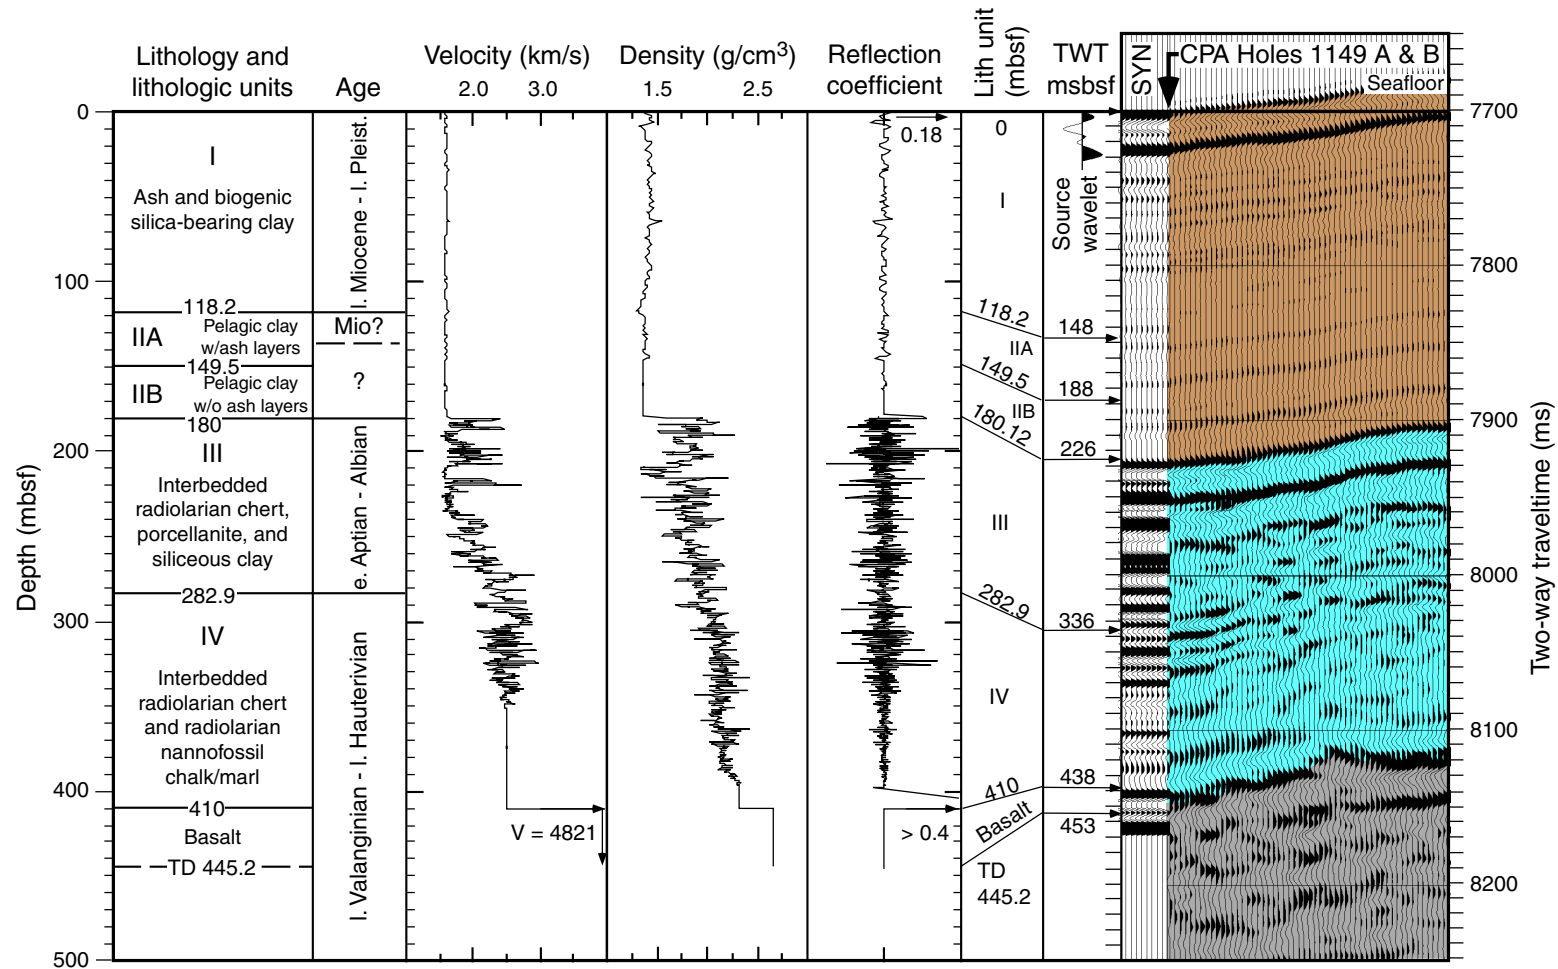 Lithology and
lithologic units
Age
Velocity (km/s)
2.0 3.0
Density (g/cm3)
1.5 2.5
Reflection
coefficient
Lith unit
(mbsf)
TWT
msbsf
SYN
CPA Holes 1149 A & B
Seafloor
Depth (mbsf)
0
100
200
300
400
500
I
Ash and biogenic
silica-bearing clay
118.2
IIA
Pelagic clay
w/ash layers
149.5
IIB
Pelagic clay
w/o ash layers
180
III
Interbedded
radiolarian chert,
porcellanite, and
siliceous clay
282.9
IV
Interbedded
radiolarian chert
and radiolarian
nannofossil
chalk/marl
410
Basalt
TD 445.2
l. Miocene - l. Pleist.
Mio?
?
e. Aptian - Albian
l. Valanginian - l. Hauterivian
V = 4821
0.18
> 0.4
0
I
118.2
IIA
149.5
IIB
180.12
III
282.9
IV
410
Basalt
TD
445.2
Source
wavelet
148
188
226
336
438
453
7700
7800
7900
8000
8100
8200
Two-way traveltime (ms)